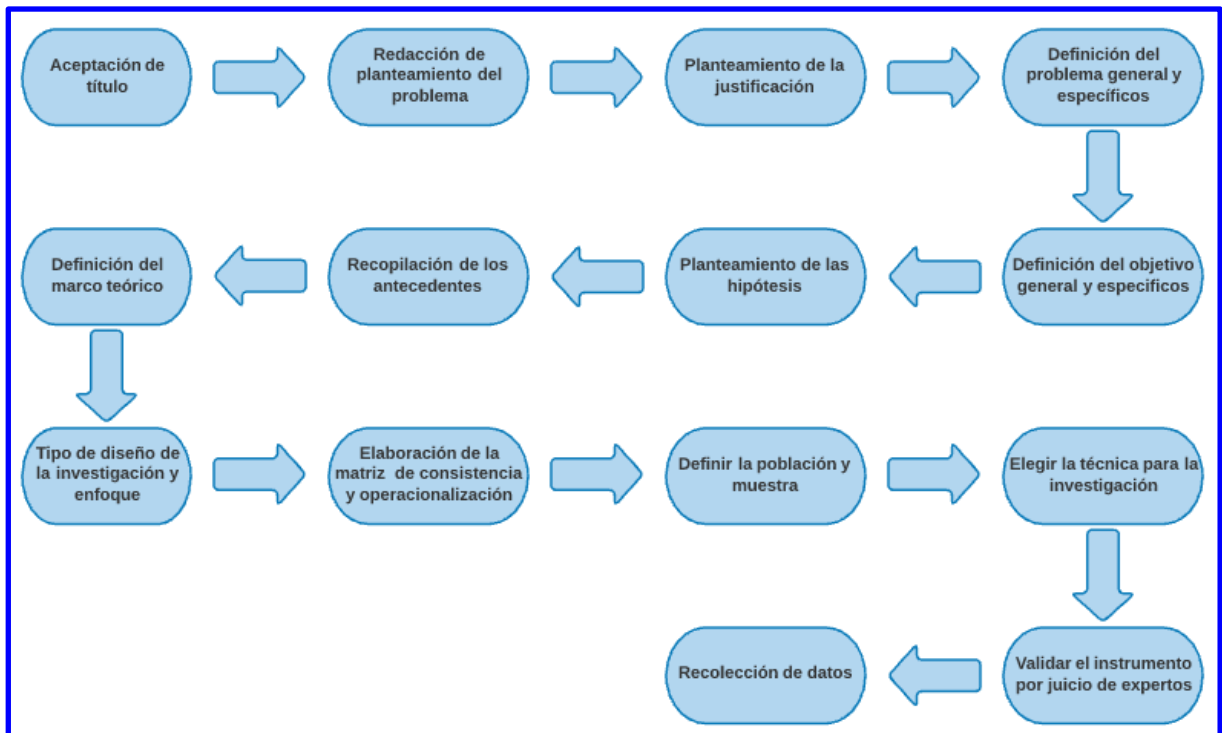 Aceptación de
título
Redacción de
planteamiento del
problema
Planteamiento de la
justificación
Definición del
problema general y
específicos
Definición del objetivo
general y especificos
Planteamiento de las
hipótesis
Recopilación de los
antecedentes
Definición del
marco teórico
Tipo de diseño de
la investigación y
enfoque
Elaboración de la
matriz de consistencia
y operacionalización
Definir la población y
muestra
Elegir la técnica para la
investigación
Validar el instrumento
por juicio de expertos
Recolección de datos